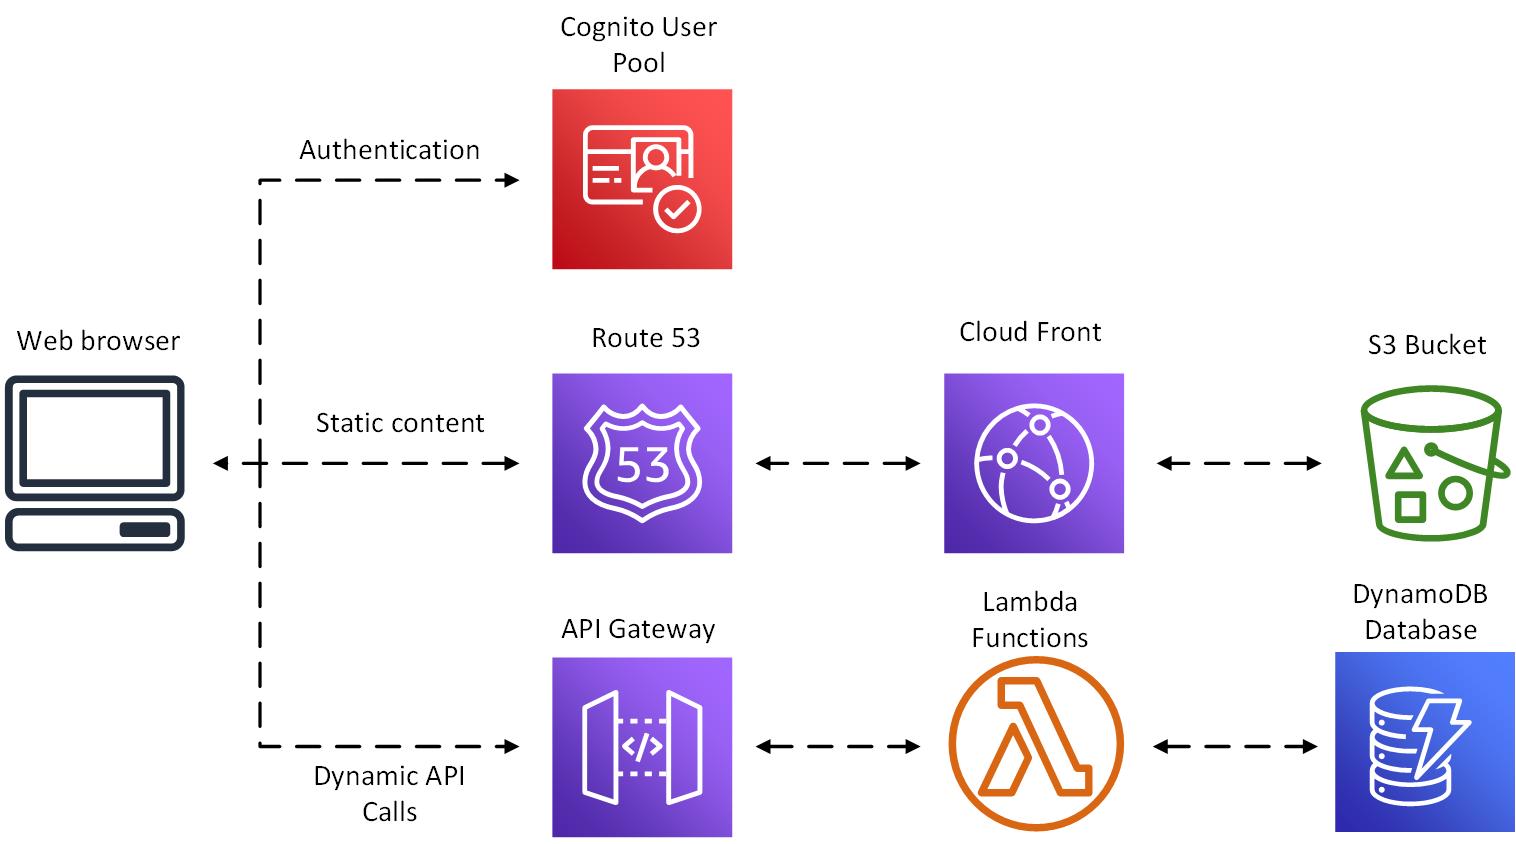 Cognito User
Pool
Authentication
Web browser
Route 53
Cloud Front
S3 Bucket
Static content
53
API Gateway
Lambda
Functions
DynamoDB
Database
</>
Dynamic API
Calls